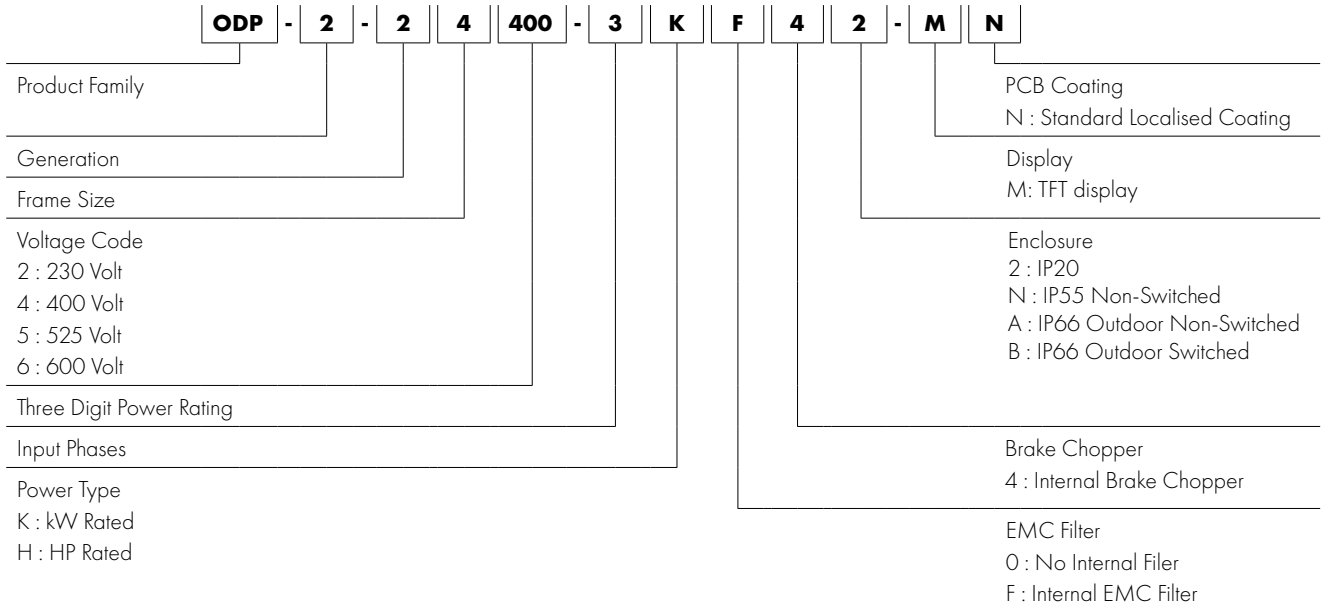 ODP - 2 - 2 4 400 - 3 K F 4 2 - M N
Product Family
Generation
Frame Size
Voltage Code
2 : 230 Volt
4 : 400 Volt
5 : 525 Volt
6 : 600 Volt
Three Digit Power Rating
Input Phases
Power Type
K : kW Rated
H : HP Rated
PCB Coating
N : Standard Localised Coating
Display
M: TFT display
Enclosure
2 : IP20
N : IP55 Non-Switched
A : IP66 Outdoor Non-Switched
B : IP66 Outdoor Switched
Brake Chopper
4 : Internal Brake Chopper
EMC Filter
0 : No Internal Filer
F : Internal EMC Filter